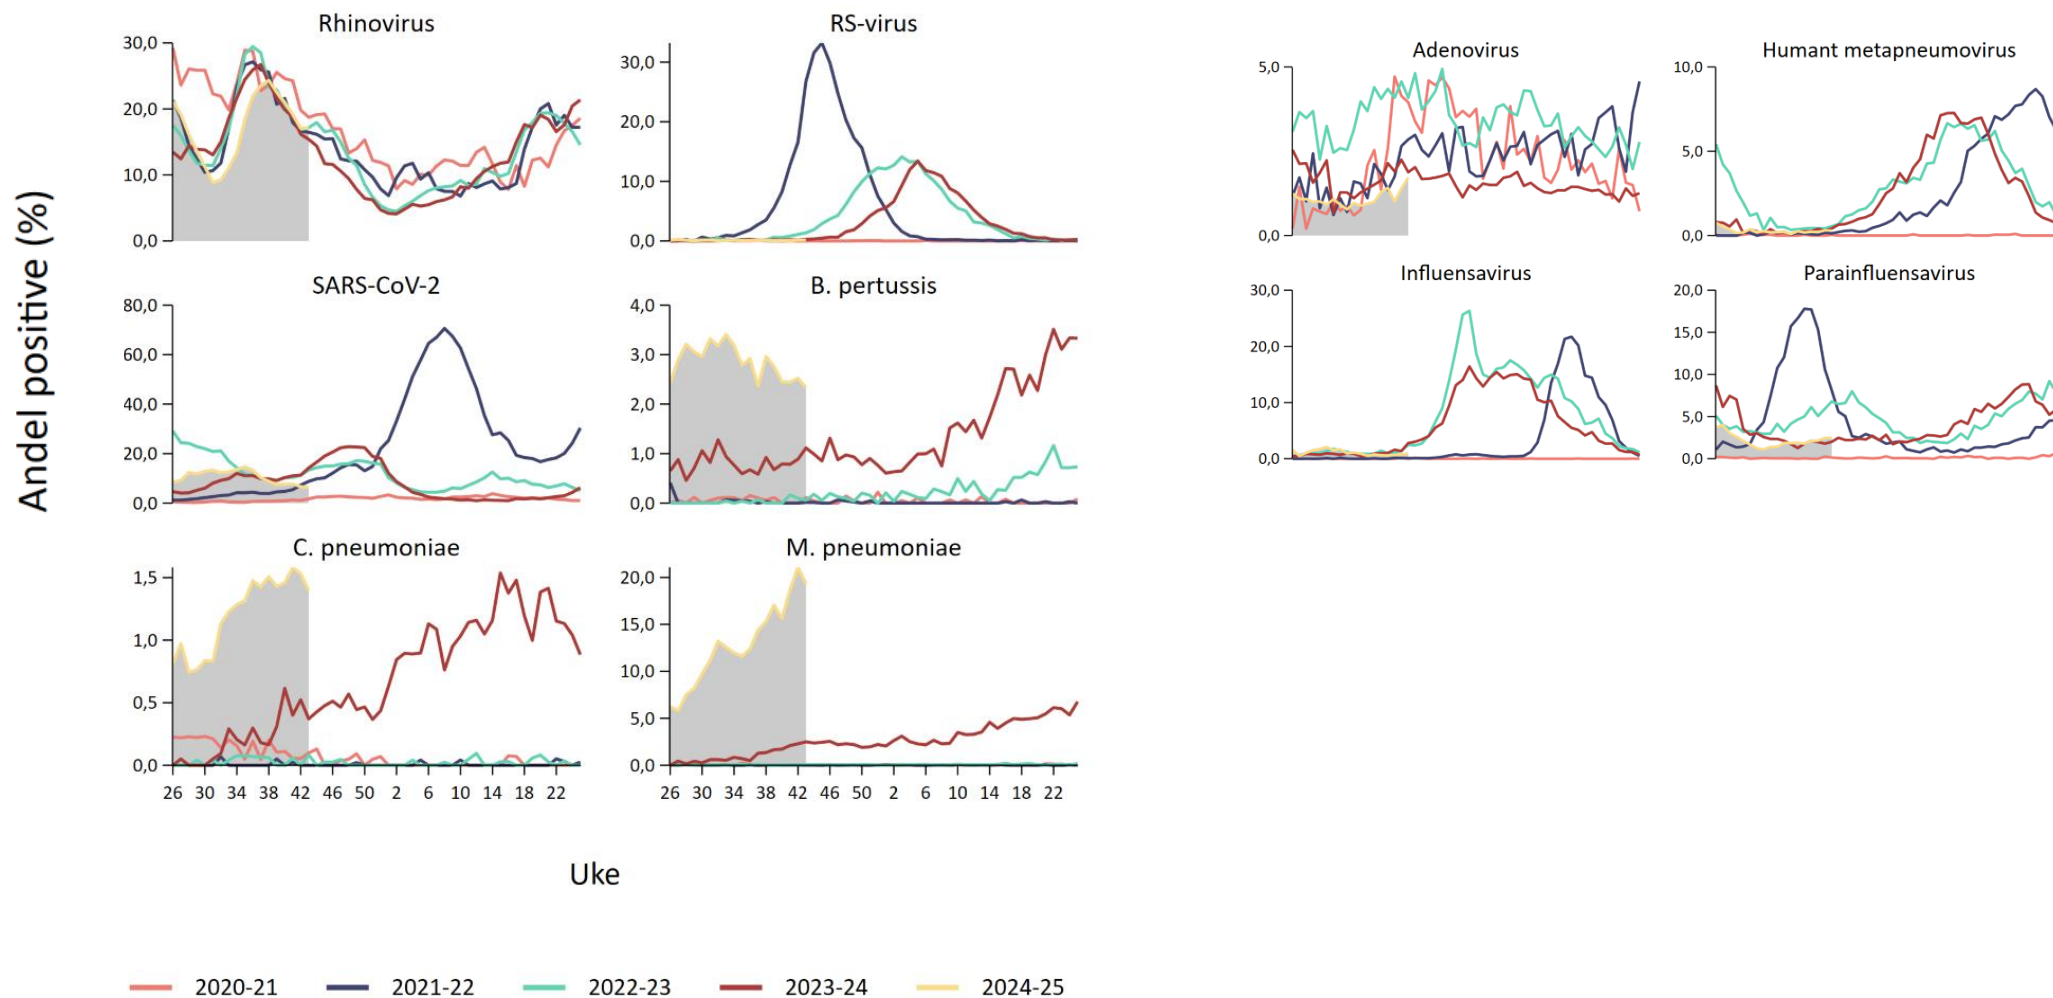 Rhinovirus
30,0
20,0
10,0
0,0
RS-virus
30,0
20,0
10,0
0,0
Adenovirus
5,0
0,0
Humant metapneumovirus
10,0
5,0
0,0
Andel positive (%)
SARS-CoV-2
80,0
60,0
40,0
20,0
0,0
B. pertussis
4,0
3,0
2,0
1,0
0,0
Influensavirus
30,0
20,0
10,0
0,0
Parainfluensavirus
20,0
15,0
10,0
5,0
0,0
C. pneumoniae
1,5
1,0
0,5
0,0
26 30 34 38 42 46 50 2 6 10 14 18 22
M. pneumoniae
20,0
15,0
10,0
5,0
0,0
26 30 34 38 42 46 50 2 6 10 14 18 22
Uke
2020-21 2021-22 2022-23 2023-24 2024-25